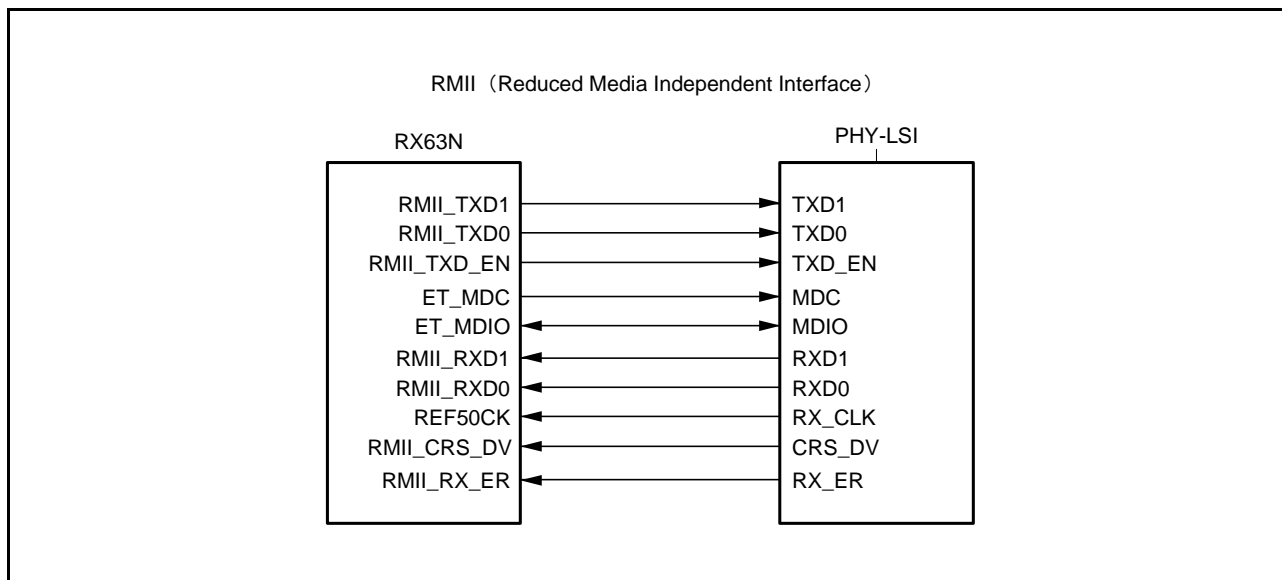 RMII（Reduced Media Independent Interface）
RX63N
PHY-LSI
RMII_TXD1
TXD1
RMII_TXD0
TXD0
RMII_TXD_EN
TXD_EN
ET_MDC
MDC
ET_MDIO
MDIO
RMII_RXD1
RXD1
RMII_RXD0
RXD0
REF50CK
RX_CLK
RMII_CRS_DV
CRS_DV
RMII_RX_ER
RX_ER